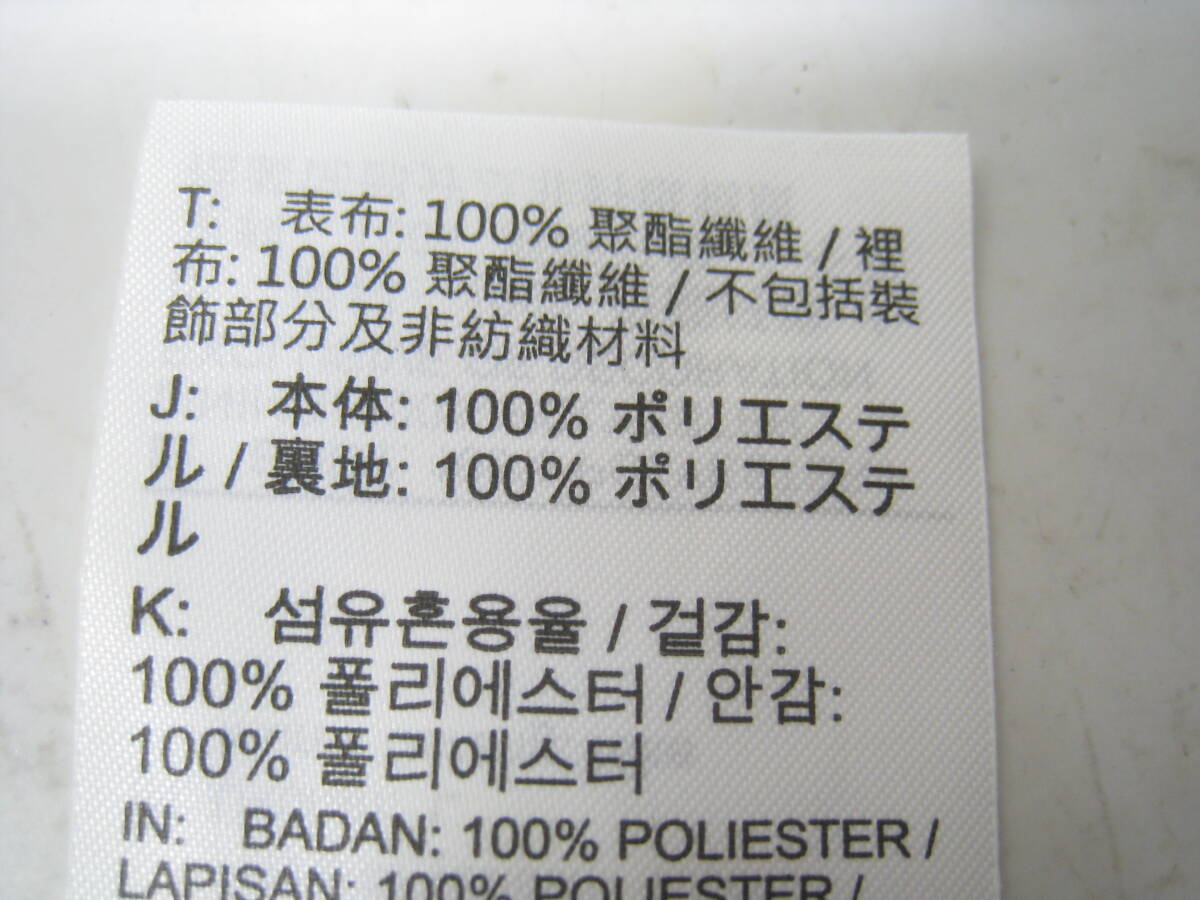 T: 表布: 100% 聚酯纖維 / 裡
布: 100% 聚酯纖維 / 不包括裝
飾部分及非紡織材料
J: 本体: 100% ポリエステ
ル / 裏地: 100% ポリエステ
ル
K: 섬유혼용율 / 겉감:
100% 폴리에스터 / 안감:
100% 폴리에스터
IN: BADAN: 100% POLIESTER /
LAPISAN: 100% POLIESTER /